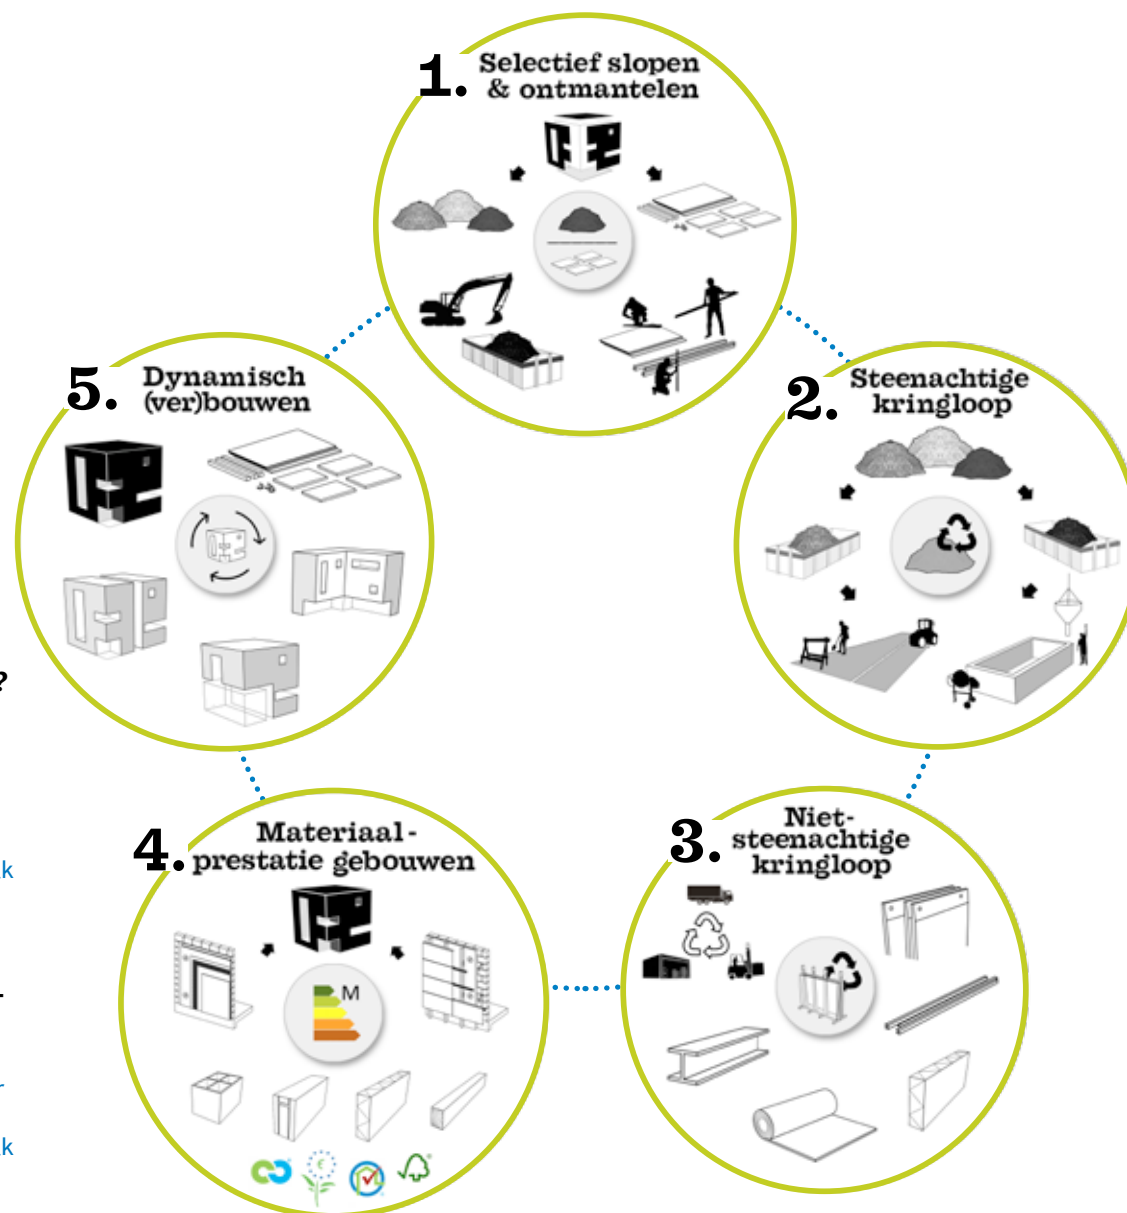 1.
Selectief slopen
& ontmantelen
2.
Steenachtige
kringloop
3.
Niet-
steenachtige
kringloop
4.
Materiaal-
prestatie gebouwen
M
€
5.
Dynamisch
(ver)bouwen
?
k
-
r
k